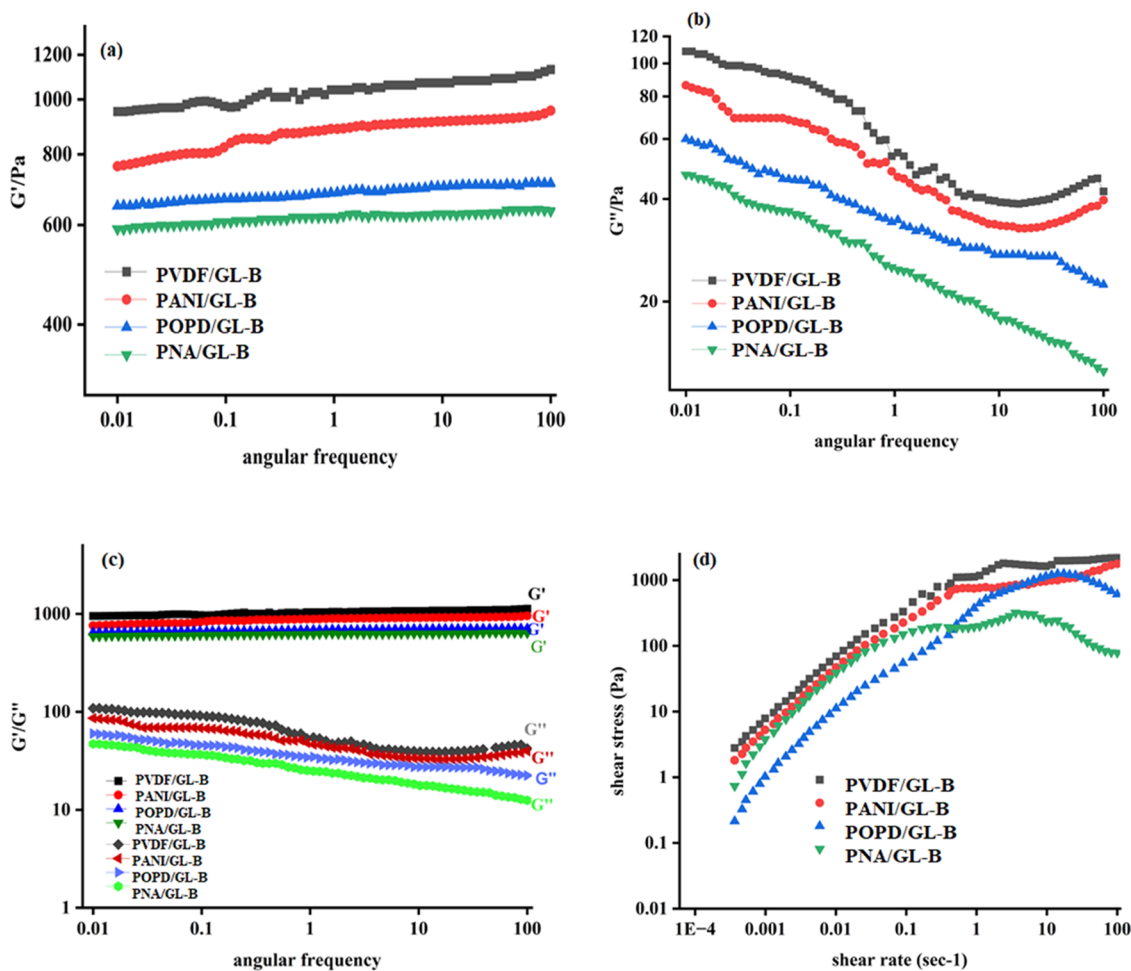 (a)
1200
1000
800
600
400
G'/Pa
PVDF/GL-B
PANI/GL-B
POPD/GL-B
PNA/GL-B
0.01 0.1 1 10 100
angular frequency
(b)
120
100
80
60
40
20
G''/Pa
PVDF/GL-B
PANI/GL-B
POPD/GL-B
PNA/GL-B
0.01 0.1 1 10 100
angular frequency
(c)
1000
100
10
1
G'/G''
G'
G'
G'
G'
G''
G''
G''
G''
PVDF/GL-B
PANI/GL-B
POPD/GL-B
PNA/GL-B
PVDF/GL-B
PANI/GL-B
POPD/GL-B
PNA/GL-B
0.01 0.1 1 10 100
angular frequency
(d)
1000
100
10
1
0.1
0.01
shear stress (Pa)
PVDF/GL-B
PANI/GL-B
POPD/GL-B
PNA/GL-B
1E−4 0.001 0.01 0.1 1 10 100
shear rate (sec-1)